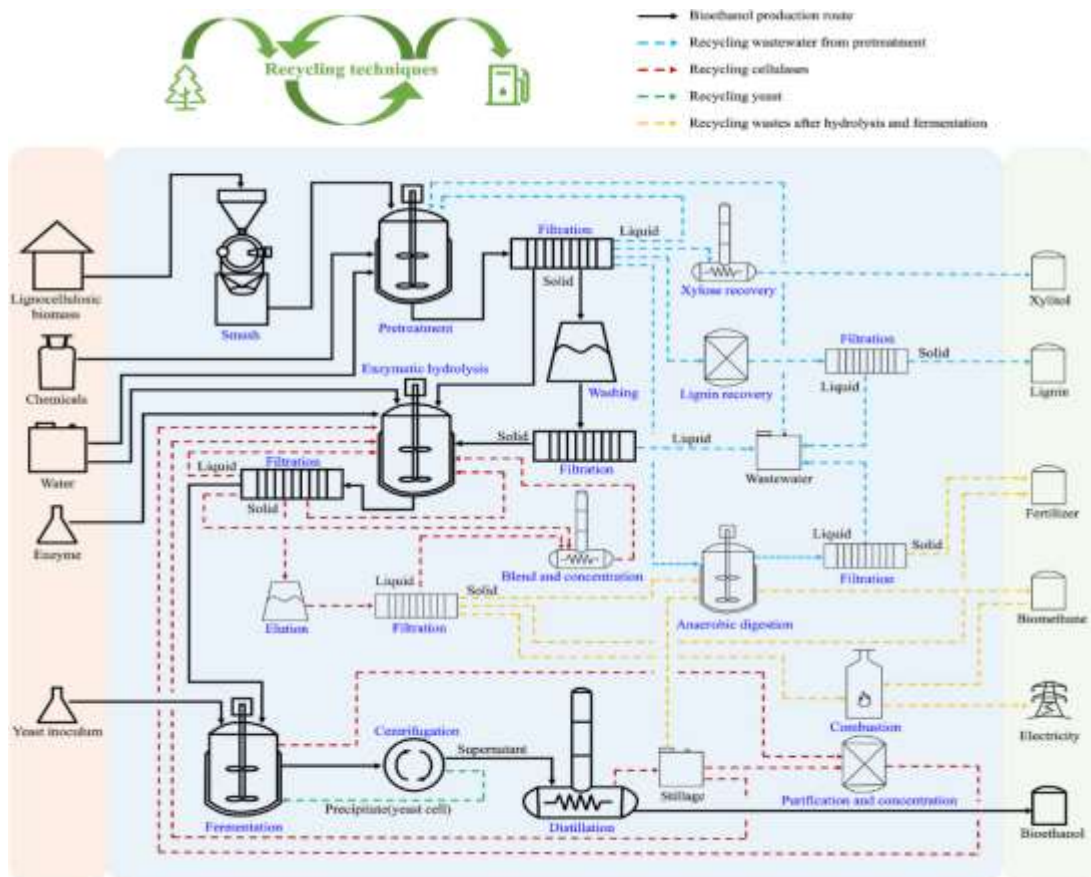 Recycling techniques
Bioethanol production route
Recycling wastewater from pretreatment
Recycling cellulases
Recycling yeast
Recycling wastes after hydrolysis and fermentation
Filtration
Liquid
Solid
Lignocellulosic
biomass
Smash
Pretreatment
Xylose recovery
Xylitol
Filtration
Solid
Liquid
Chemicals
Enzymatic hydrolysis
Washing
Lignin recovery
Lignin
Water
Liquid
Filtration
Solid
Solid
Filtration
Liquid
Wastewater
Enzyme
Blend and concentration
Liquid
Solid
Filtration
Fertilizer
Elution
Liquid
Solid
Filtration
Anaerobic digestion
Biomethane
Combustion
Electricity
Yeast inoculum
Centrifugation
Supernatant
Precipitate(yeast cell)
Fermentation
Distillation
Stillage
Purification and concentration
Bioethanol